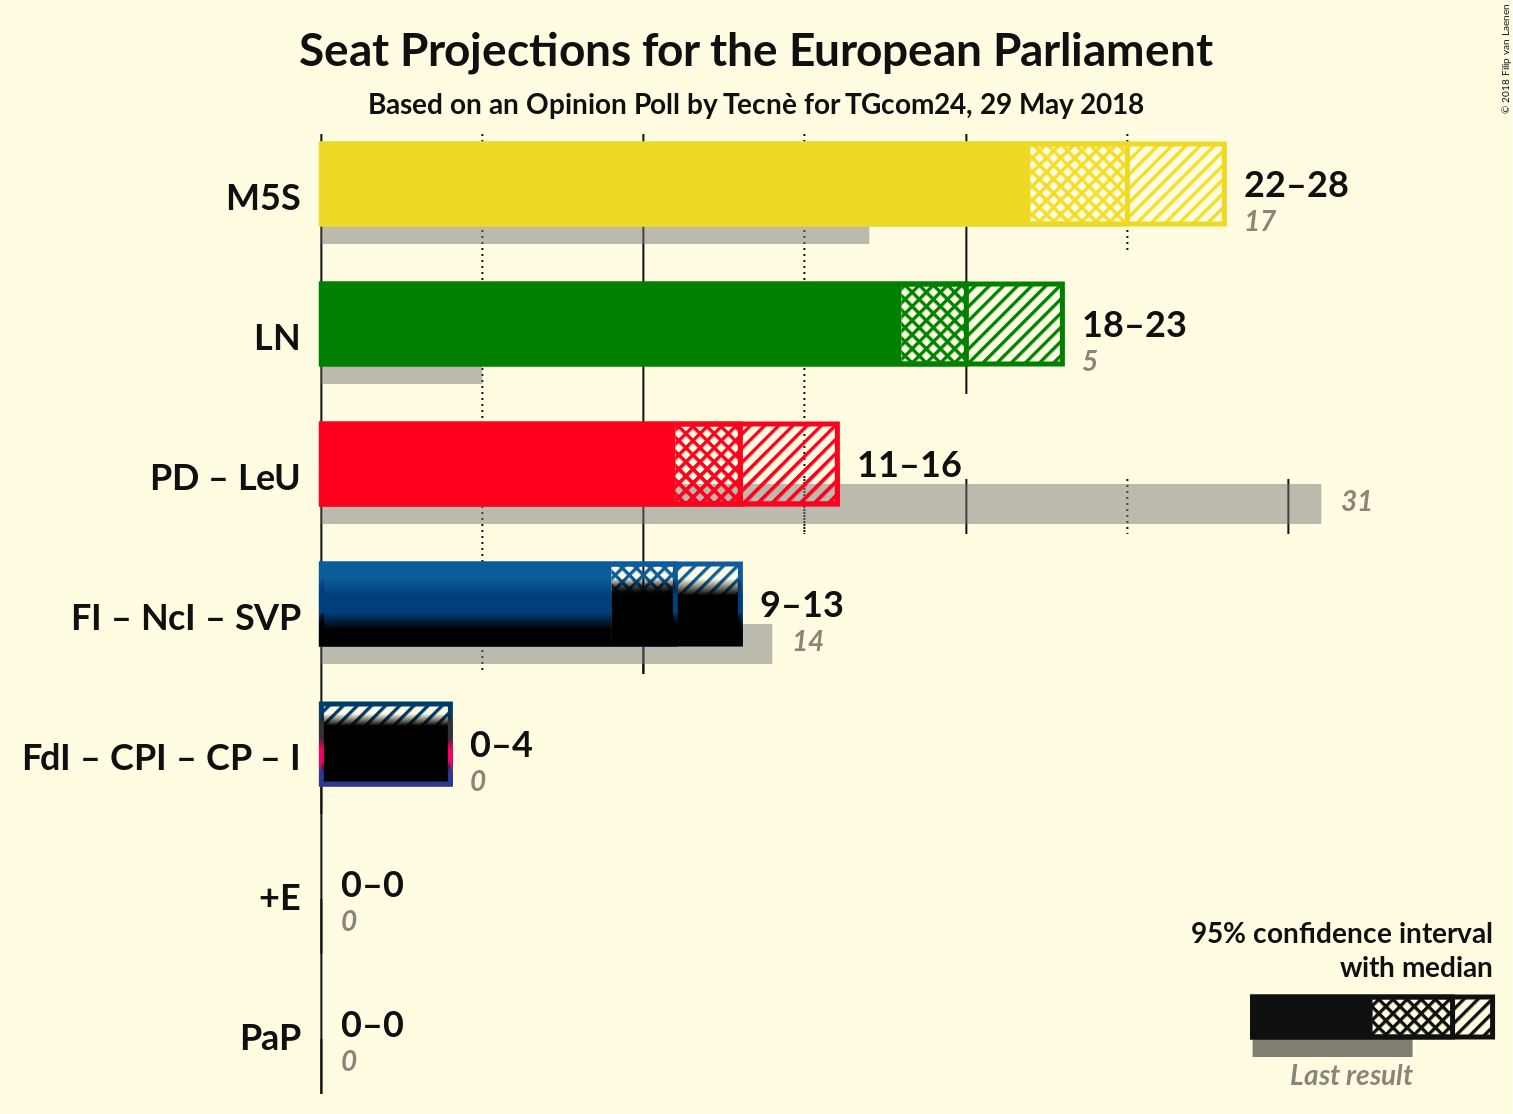 Seat Projections for the European Parliament
Based on an Opinion Poll by Tecnè for TGcom24, 29 May 2018
© 2018 Filip van Laenen
M5S
22–28
17
LN
18–23
5
PD – LeU
11–16
31
FI – NcI – SVP
9–13
14
FdI – CPI – CP – I
0–4
0
+E
0–0
0
PaP
0–0
0
95% confidence interval
with median
Last result